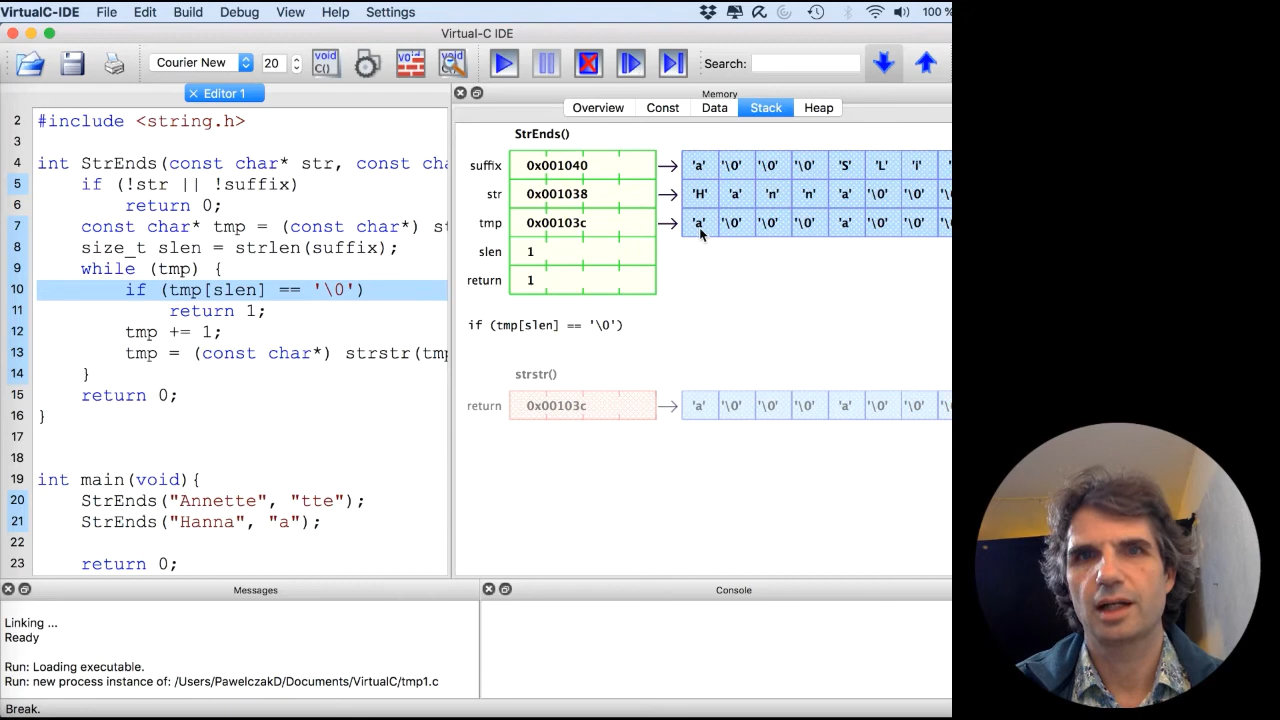 Virtual-C-IDE File Edit Build Debug View Help Settings 100 %
Virtual-C IDE
Courier New 20 void C() void void C() Search:
Editor 1
Memory
Overview Const Data Stack Heap
2 #include <string.h>
3
4 int StrEnds(const char* str, const cha
5 if (!str || !suffix)
6 return 0;
7 const char* tmp = (const char*) st
8 size_t slen = strlen(suffix);
9 while (tmp) {
10 if (tmp[slen] == '\0')
11 return 1;
12 tmp += 1;
13 tmp = (const char*) strstr(tmp
14 }
15 return 0;
16 }
17
18
19 int main(void){
20 StrEnds("Annette", "tte");
21 StrEnds("Hanna", "a");
22
23 return 0;
StrEnds()
suffix 0x001040 'a' '\0' '\0' '\0' 'S' 'L' 'i'
str 0x001038 'H' 'a' 'n' 'n' 'a' '\0' '\0'
tmp 0x00103c 'a' '\0' '\0' '\0' 'a' '\0' '\0'
slen 1
return 1
if (tmp[slen] == '\0')
strstr()
return 0x00103c 'a' '\0' '\0' '\0' 'a' '\0' '\0'
Messages
Linking ...
Ready
Run: Loading executable.
Run: new process instance of: /Users/PawelczakD/Documents/VirtualC/tmp1.c
Console
Break.